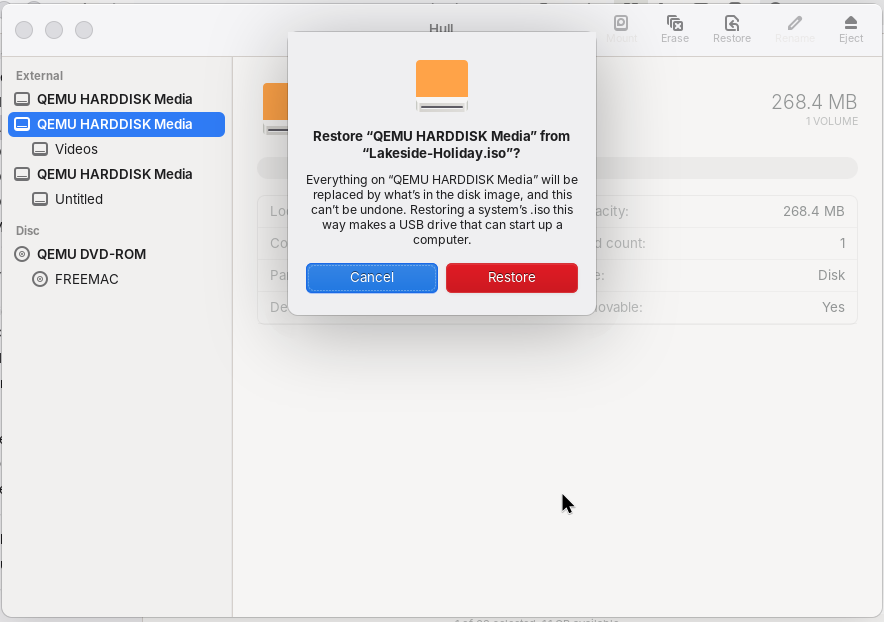 Hull
Mount
Erase
Restore
Rename
Eject
External
QEMU HARDDISK Media
QEMU HARDDISK Media
Videos
QEMU HARDDISK Media
Untitled
Disc
QEMU DVD-ROM
FREEMAC
268.4 MB
1 VOLUME
Restore “QEMU HARDDISK Media” from
“Lakeside-Holiday.iso”?
Everything on “QEMU HARDDISK Media” will be
replaced by what’s in the disk image, and this
can’t be undone. Restoring a system’s .iso this
way makes a USB drive that can start up a
computer.
Cancel
Restore
268.4 MB
1
Disk
Yes